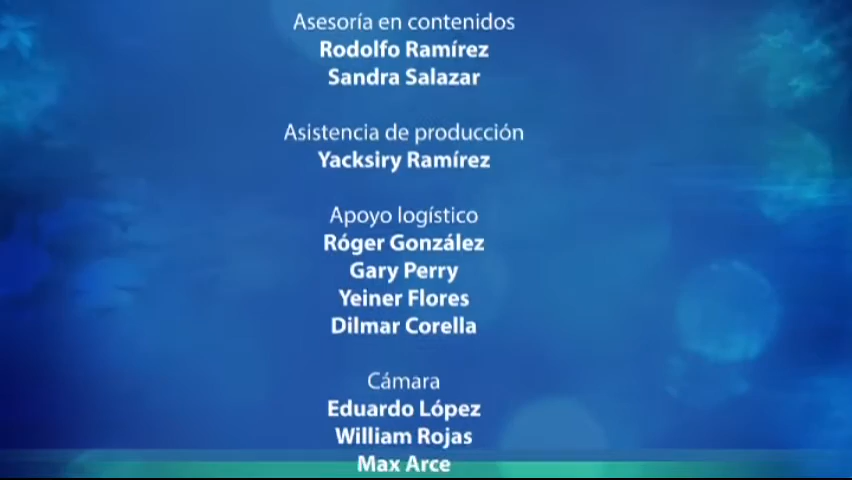 Asesoría en contenidos
Rodolfo Ramírez
Sandra Salazar
Asistencia de producción
Yacksiry Ramírez
Apoyo logístico
Róger González
Gary Perry
Yeiner Flores
Dilmar Corella
Cámara
Eduardo López
William Rojas
Max Arce